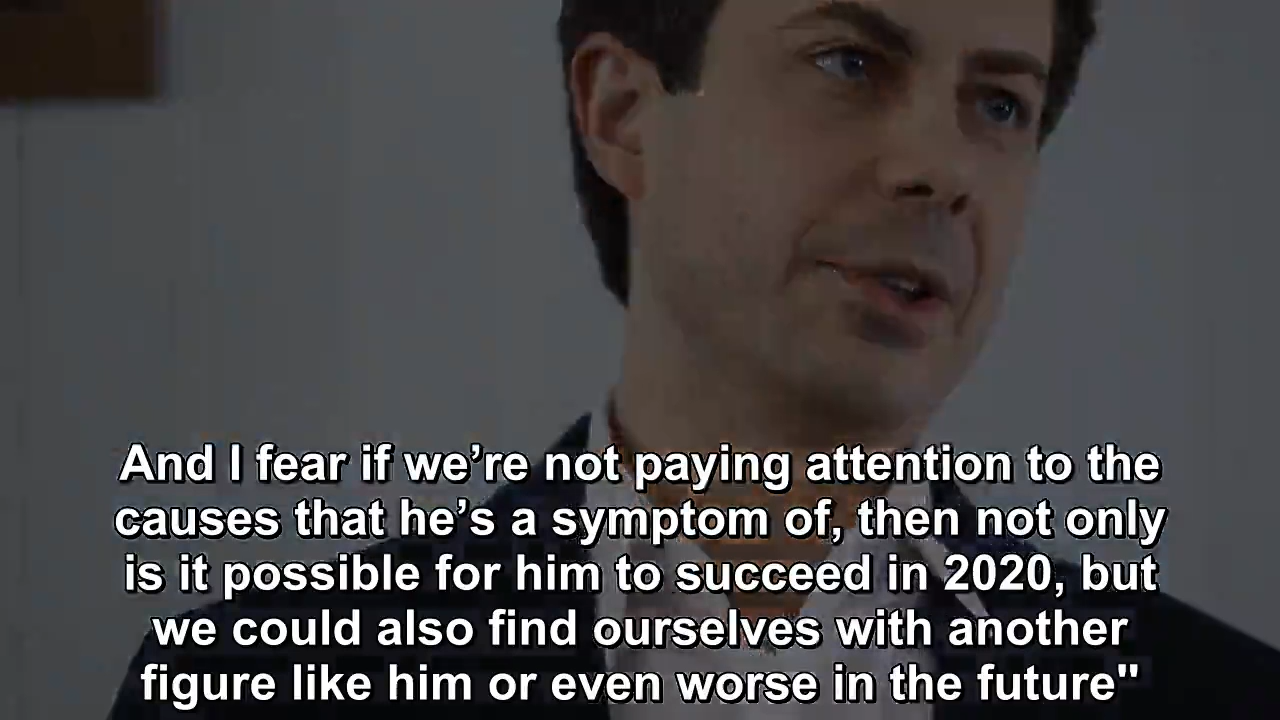 And I fear if we’re not paying attention to the
causes that he’s a symptom of, then not only
is it possible for him to succeed in 2020, but
we could also find ourselves with another
figure like him or even worse in the future"